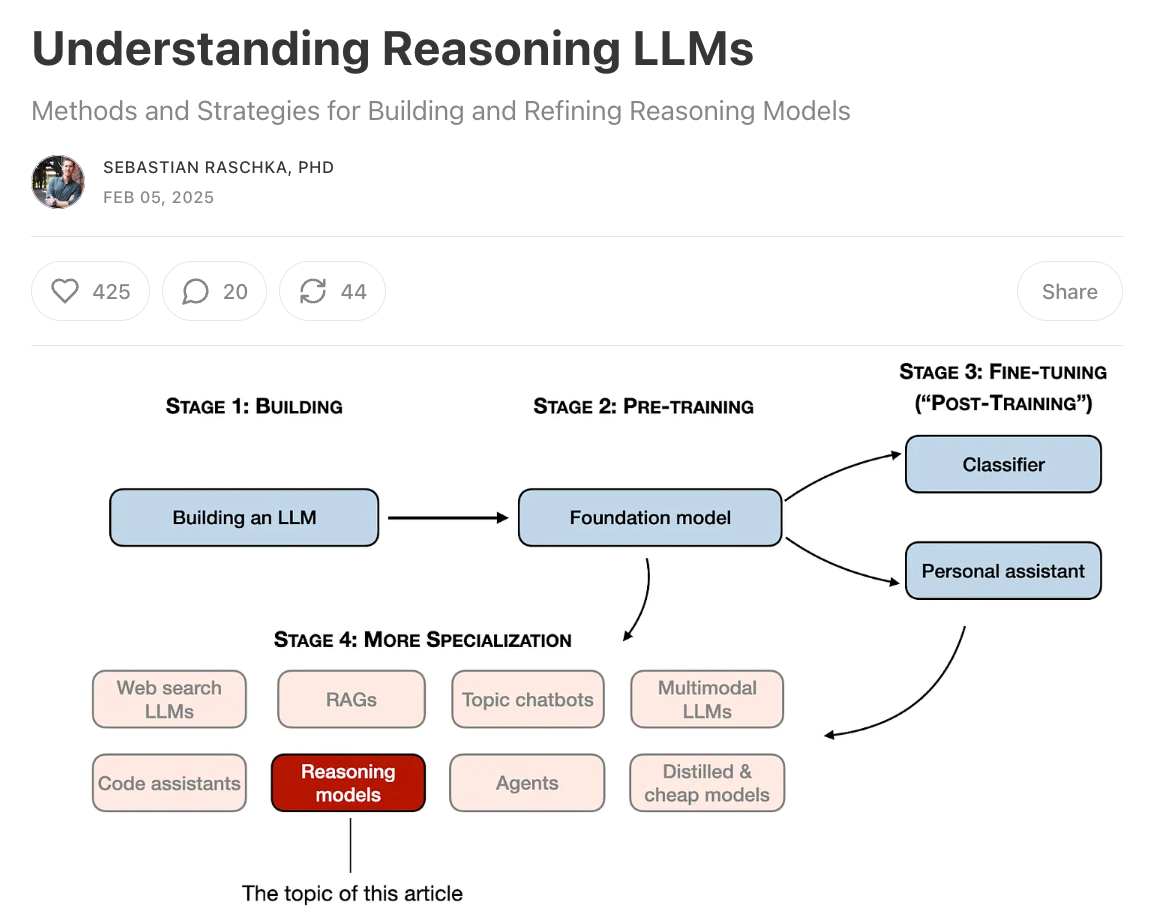 Understanding Reasoning LLMs
Methods and Strategies for Building and Refining Reasoning Models
SEBASTIAN RASCHKA, PHD
FEB 05, 2025
425
20
44
Share
STAGE 1: BUILDING
STAGE 2: PRE-TRAINING
STAGE 3: FINE-TUNING
(“POST-TRAINING”)
Building an LLM
Foundation model
Classifier
Personal assistant
STAGE 4: MORE SPECIALIZATION
Web search
LLMs
RAGs
Topic chatbots
Multimodal
LLMs
Code assistants
Reasoning
models
Agents
Distilled &
cheap models
The topic of this article